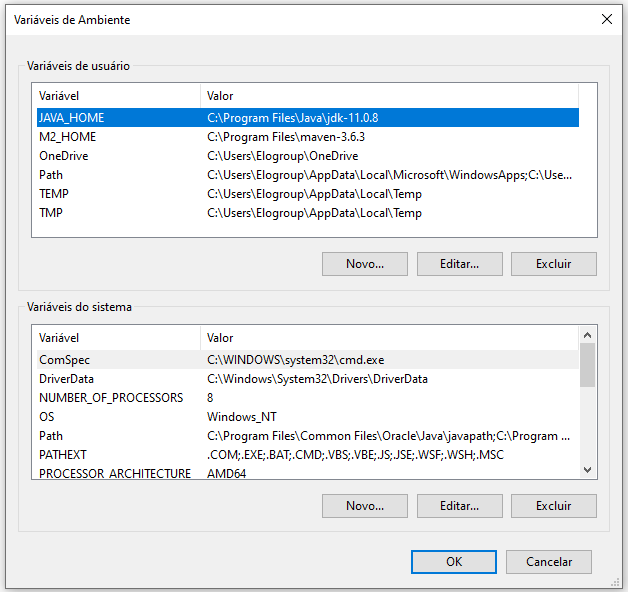 Variáveis de Ambiente
Variáveis de usuário
Variável Valor
JAVA_HOME C:\Program Files\Java\jdk-11.0.8
M2_HOME C:\Program Files\maven-3.6.3
OneDrive C:\Users\Elogroup\OneDrive
Path C:\Users\Elogroup\AppData\Local\Microsoft\WindowsApps;C:\Use...
TEMP C:\Users\Elogroup\AppData\Local\Temp
TMP C:\Users\Elogroup\AppData\Local\Temp
Novo... Editar... Excluir
Variáveis do sistema
Variável Valor
ComSpec C:\WINDOWS\system32\cmd.exe
DriverData C:\Windows\System32\Drivers\DriverData
NUMBER_OF_PROCESSORS 8
OS Windows_NT
Path C:\Program Files\Common Files\Oracle\Java\javapath;C:\Program ...
PATHEXT .COM;.EXE;.BAT;.CMD;.VBS;.VBE;.JS;.JSE;.WSF;.WSH;.MSC
PROCESSOR_ARCHITECTURE AMD64
Novo... Editar... Excluir
OK Cancelar